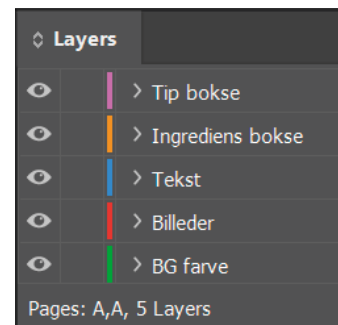 Layers
Tip bokse
Ingrediens bokse
Tekst
Billeder
BG farve
Pages: A,A, 5 Layers